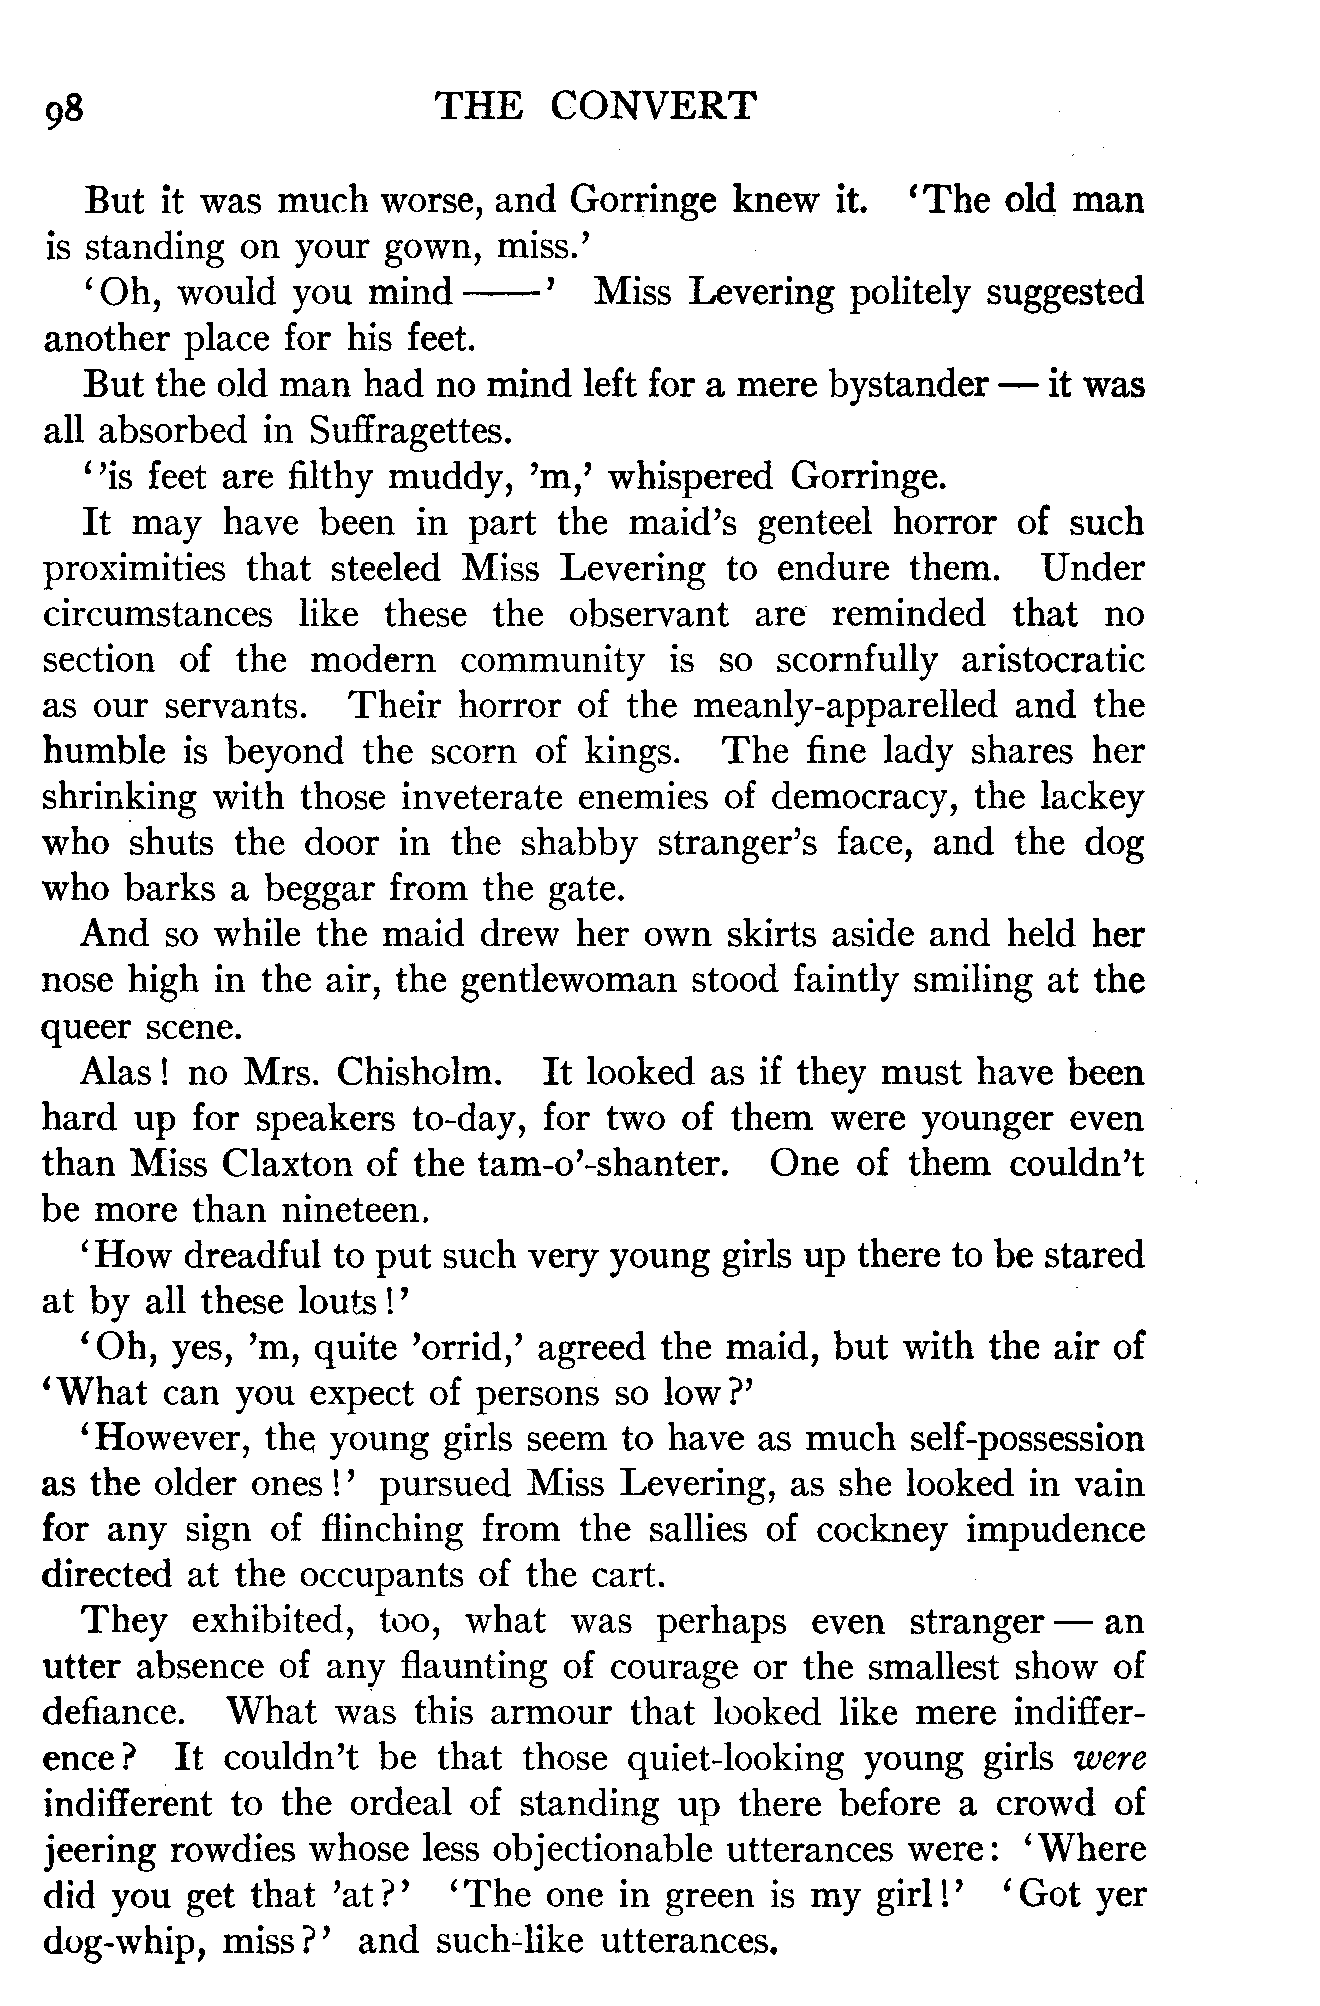 98 THE CONVERT
But it was much worse, and Gorringe knew it. ‘The old man
is standing on your gown, miss.’
‘Oh, would you mind ——’ Miss Levering politely suggested
another place for his feet.
But the old man had no mind left for a mere bystander — it was
all absorbed in Suffragettes.
‘’is feet are filthy muddy, ’m,’ whispered Gorringe.
It may have been in part the maid’s genteel horror of such
proximities that steeled Miss Levering to endure them. Under
circumstances like these the observant are reminded that no
section of the modern community is so scornfully aristocratic
as our servants. Their horror of the meanly-apparelled and the
humble is beyond the scorn of kings. The fine lady shares her
shrinking with those inveterate enemies of democracy, the lackey
who shuts the door in the shabby stranger’s face, and the dog
who barks a beggar from the gate.
And so while the maid drew her own skirts aside and held her
nose high in the air, the gentlewoman stood faintly smiling at the
queer scene.
Alas! no Mrs. Chisholm. It looked as if they must have been
hard up for speakers to-day, for two of them were younger even
than Miss Claxton of the tam-o’-shanter. One of them couldn’t
be more than nineteen.
‘How dreadful to put such very young girls up there to be stared
at by all these louts!’
‘Oh, yes, ’m, quite ’orrid,’ agreed the maid, but with the air of
‘What can you expect of persons so low?’
‘However, the young girls seem to have as much self-possession
as the older ones!’ pursued Miss Levering, as she looked in vain
for any sign of flinching from the sallies of cockney impudence
directed at the occupants of the cart.
They exhibited, too, what was perhaps even stranger — an
utter absence of any flaunting of courage or the smallest show of
defiance. What was this armour that looked like mere indiffer-
ence? It couldn’t be that those quiet-looking young girls were
indifferent to the ordeal of standing up there before a crowd of
jeering rowdies whose less objectionable utterances were: ‘Where
did you get that ’at?’ ‘The one in green is my girl!’ ‘Got yer
dog-whip, miss?’ and such-like utterances.